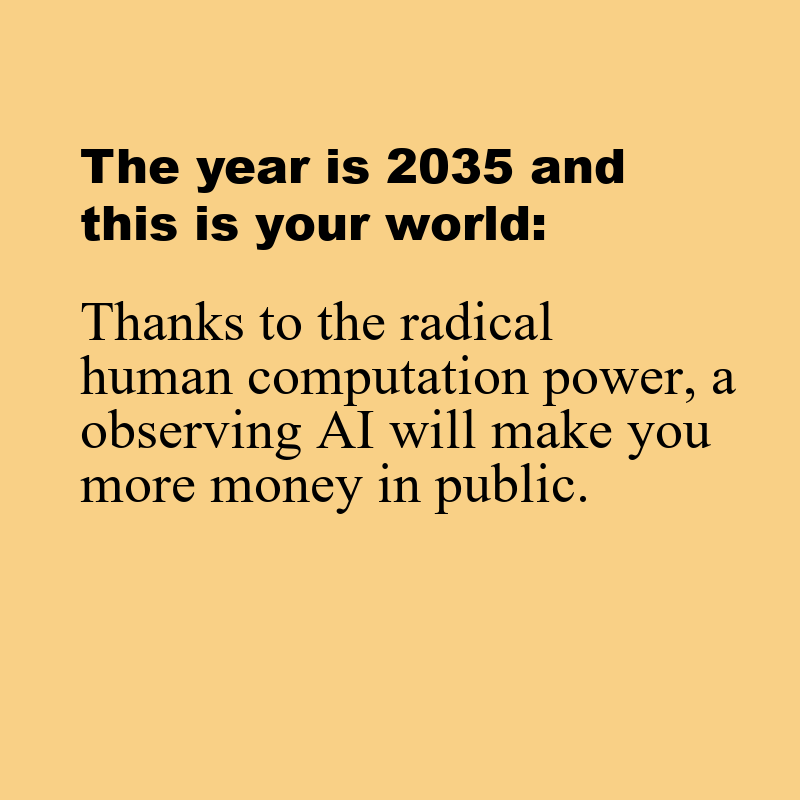 The year is 2035 and
this is your world:
Thanks to the radical
human computation power, a
observing AI will make you
more money in public.